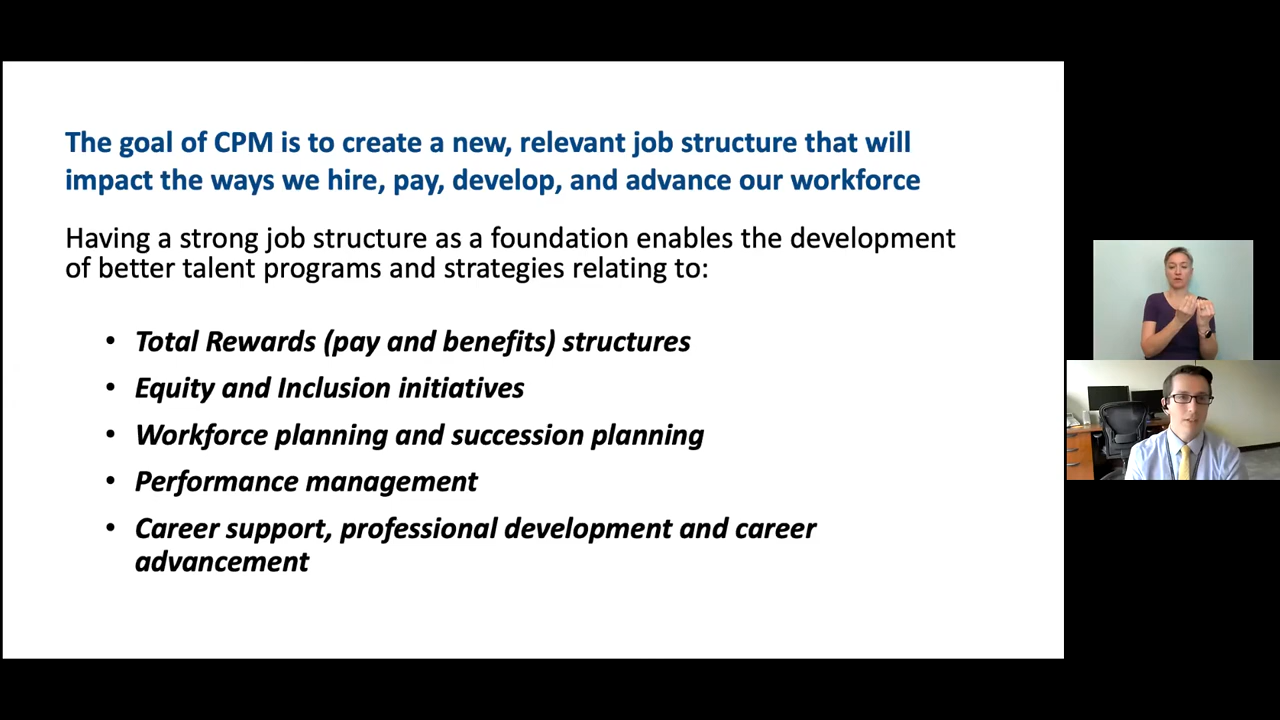 The goal of CPM is to create a new, relevant job structure that will
impact the ways we hire, pay, develop, and advance our workforce
Having a strong job structure as a foundation enables the development
of better talent programs and strategies relating to:
• Total Rewards (pay and benefits) structures
• Equity and Inclusion initiatives
• Workforce planning and succession planning
• Performance management
• Career support, professional development and career
advancement